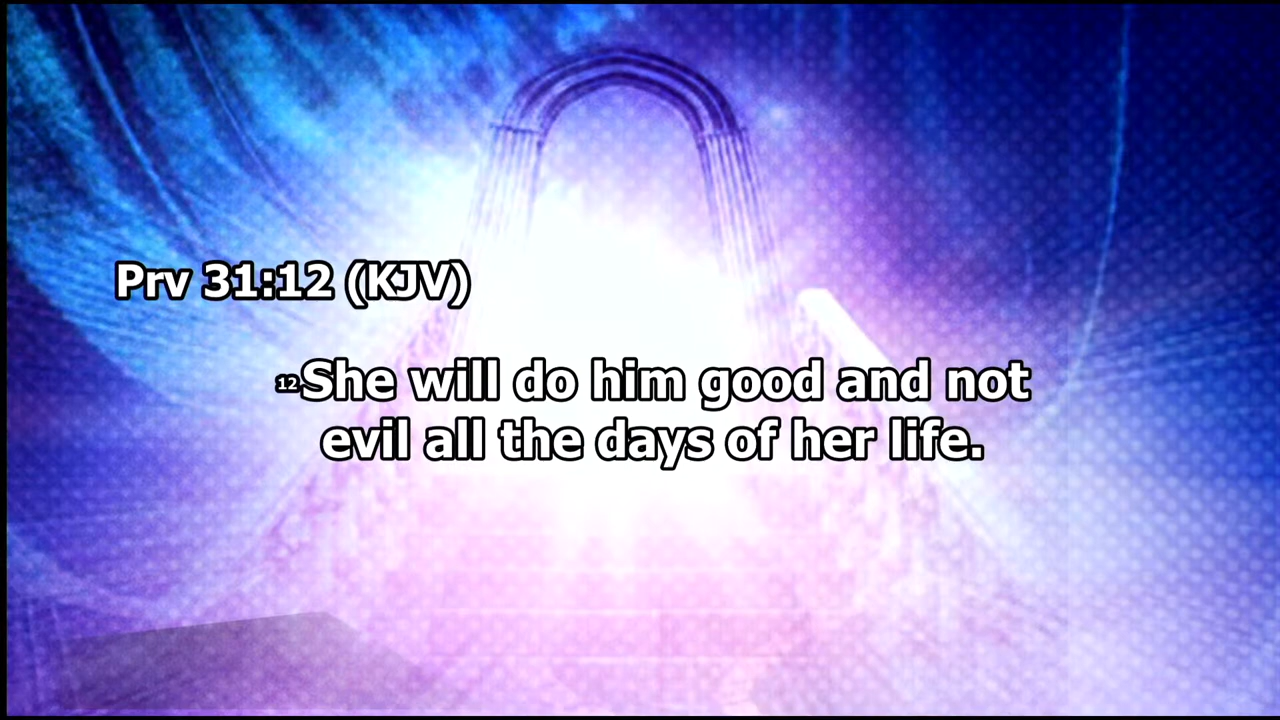 Prv 31:12 (KJV)
12She will do him good and not
evil all the days of her life.